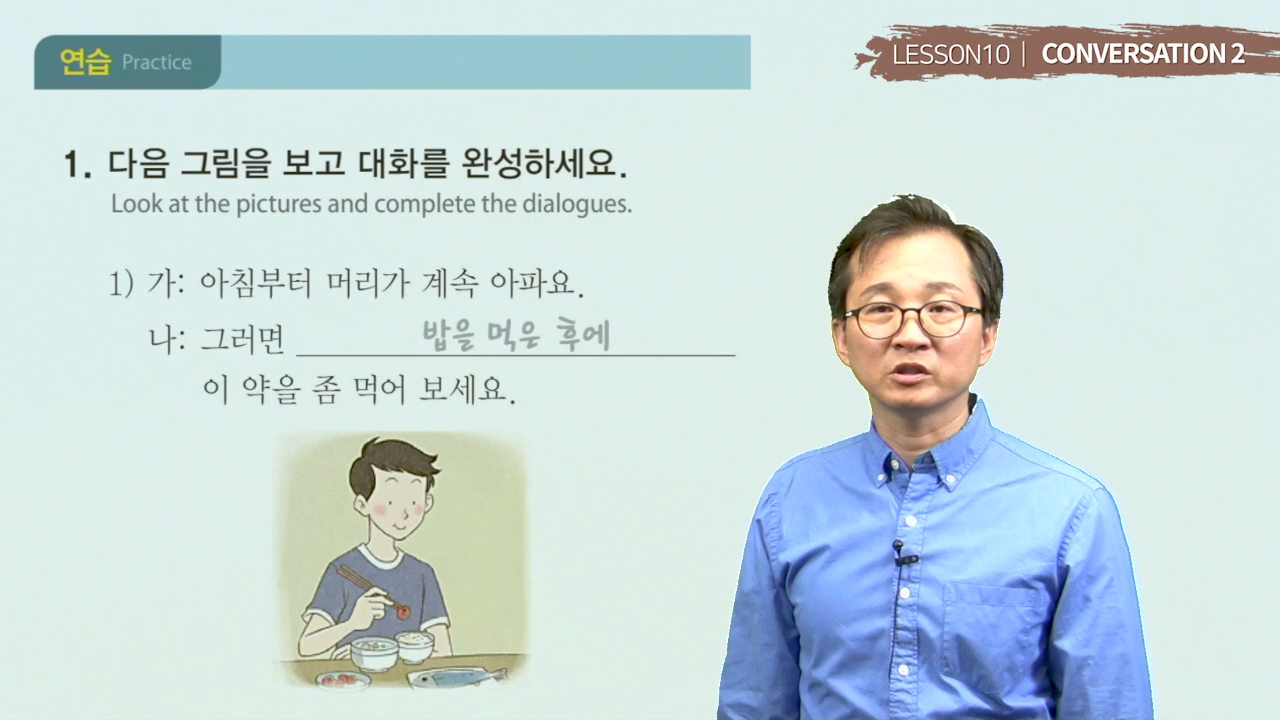 연습 Practice
LESSON10 | CONVERSATION 2
1. 다음 그림을 보고 대화를 완성하세요.
Look at the pictures and complete the dialogues.
1) 가: 아침부터 머리가 계속 아파요.
나: 그러면 밥을 먹은 후에
이 약을 좀 먹어 보세요.